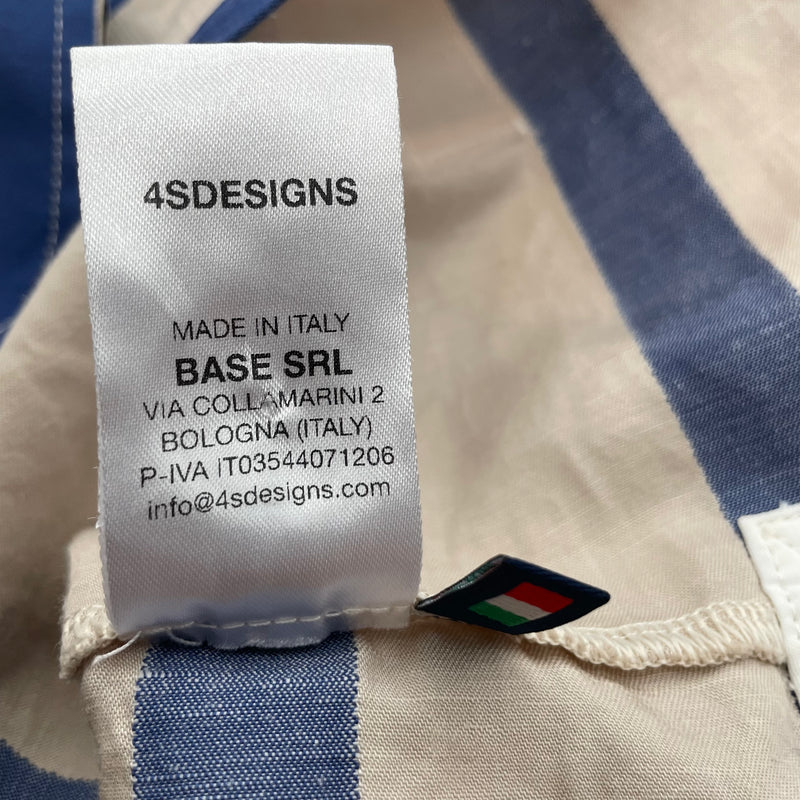 4SDESIGNS
MADE IN ITALY
BASE SRL
VIA COLLAMARINI 2
BOLOGNA (ITALY)
P-IVA IT03544071206
info@4sdesigns.com